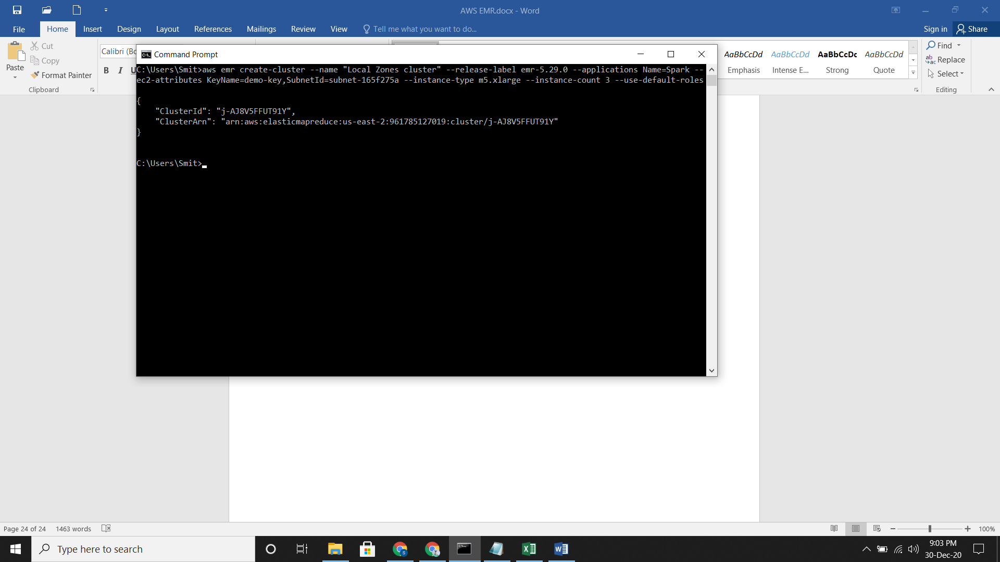 AWS EMR.docx - Word
File Home Insert Design Layout References Mailings Review View Tell me what you want to do... Sign in Share
Paste
Cut
Copy
Format Painter
Clipboard
Calibri (Bo
B I U
AaBbCcDd AaBbCcDd AaBbCcDc AaBbCcDd
Emphasis Intense E... Strong Quote
Find
Replace
Select
Editing
Command Prompt
C:\Users\Smit>aws emr create-cluster --name "Local Zones cluster" --release-label emr-5.29.0 --applications Name=Spark --
ec2-attributes KeyName=demo-key,SubnetId=subnet-165f275a --instance-type m5.xlarge --instance-count 3 --use-default-roles
{
"ClusterId": "j-AJ8V5FFUT91Y",
"ClusterArn": "arn:aws:elasticmapreduce:us-east-2:961785127019:cluster/j-AJ8V5FFUT91Y"
}
C:\Users\Smit>
Page 24 of 24 1463 words 100%
Type here to search
9:03 PM
30-Dec-20